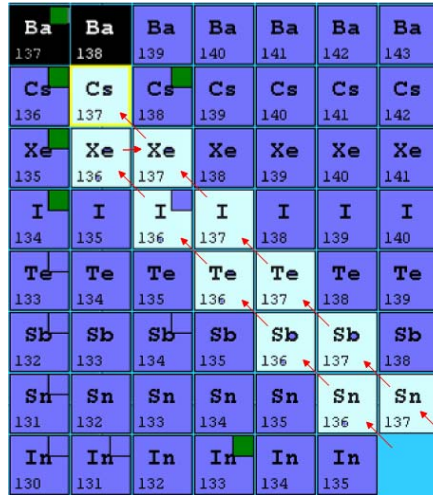 Ba Ba Ba Ba Ba Ba Ba
137 138 139 140 141 142 143
Cs Cs Cs Cs Cs Cs Cs
136 137 138 139 140 141 142
Xe Xe Xe Xe Xe Xe Xe
135 136 137 138 139 140 141
I I I I I I I
134 135 136 137 138 139 140
Te Te Te Te Te Te Te
133 134 135 136 137 138 139
Sb Sb Sb Sb Sb Sb Sb
132 133 134 135 136 137 138
Sn Sn Sn Sn Sn Sn Sn
131 132 133 134 135 136 137
In In In In In In
130 131 132 133 134 135